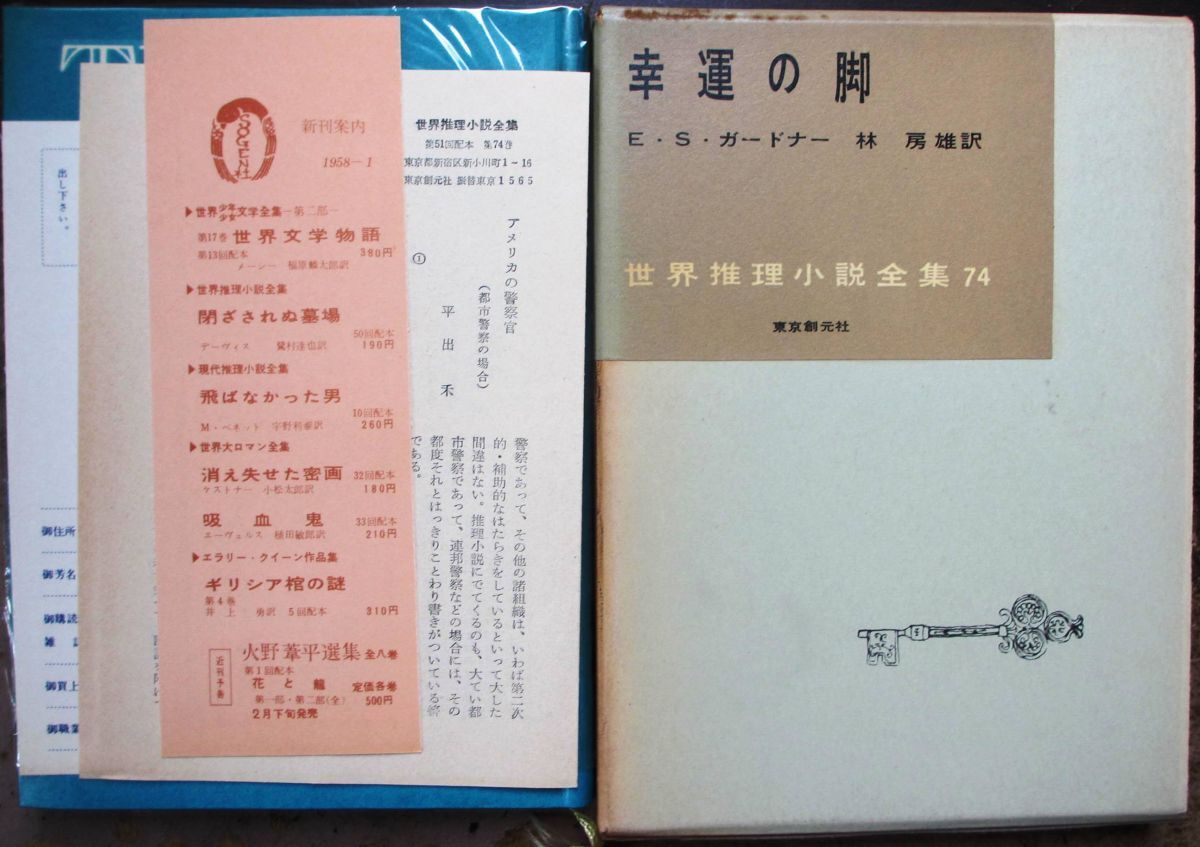 出し下さい。
御住所
御芳名
御購読
雑
御買上
御職業
SOGEN社
新刊案内
1958-1
▶世界少年少女文学全集—第二部—
第17巻 世界文学物語
第13回配本 380円
メーシー 福原麟太郎訳
▶世界推理小説全集
閉ざされぬ墓場
50回配本
デーヴィス 鷺村達也訳 190円
▶現代推理小説全集
飛ばなかった男
10回配本
M・ベネット 宇野利泰訳 260円
▶世界大ロマン全集
消え失せた密画 32回配本
ケストナー 小松太郎訳 180円
吸血鬼 33回配本
エーヴェルス 植田敏郎訳 210円
▶エラリー・クイーン作品集
ギリシア棺の謎
第4巻
井上 勇訳 5回配本 310円
近刊予告
火野葦平選集 全八巻
第1回配本
花と龍 定価各巻
第一部・第二部(全) 500円
2月下旬発売
世界推理小説全集
第51回配本 第74巻
東京都新宿区新小川町1~16
東京創元社 振替東京1565
アメリカの警察官
(都市警察の場合)
①
平出禾
警察であって、その他の諸組織は、いわば第二次
的・補助的なはたらきをしているといって大した
間違はない。推理小説にでてくるのも、大てい都
市警察であって、連邦警察などの場合には、その
都度それとはっきりことわり書きがついている筈
である。
幸運の脚
E・S・ガードナー 林 房雄訳
世界推理小説全集 74
東京創元社